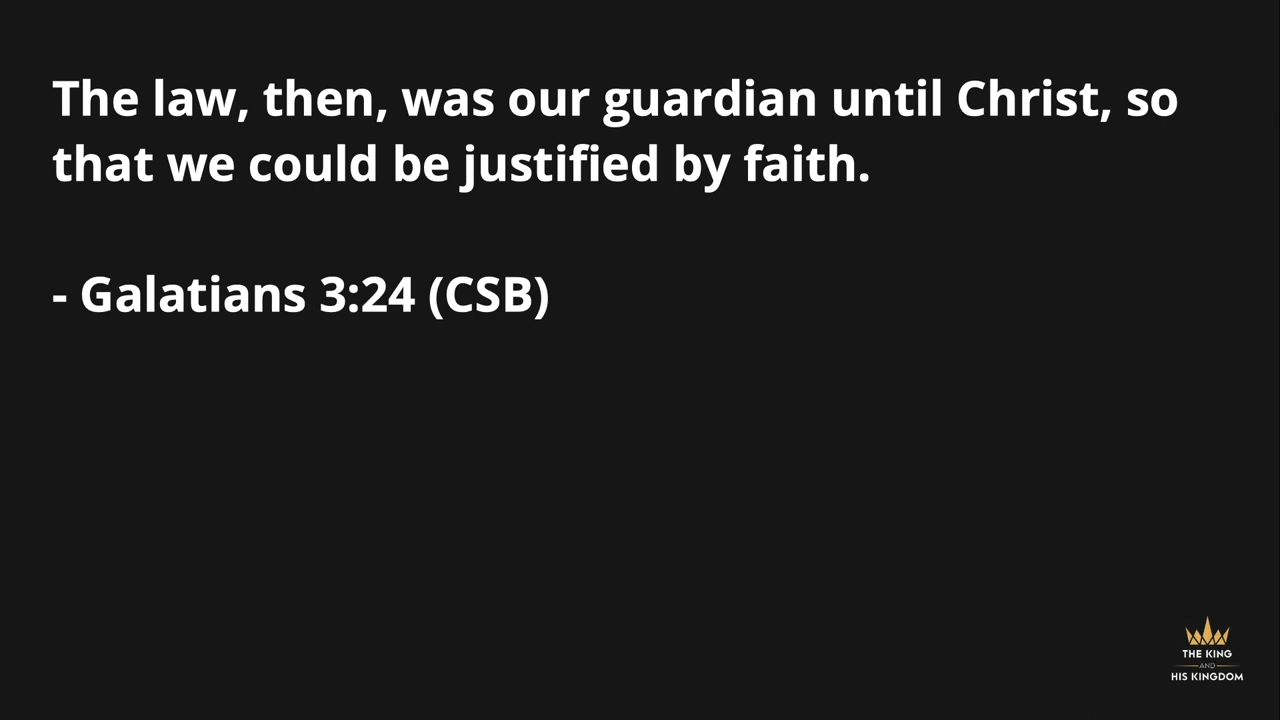 The law, then, was our guardian until Christ, so
that we could be justified by faith.
- Galatians 3:24 (CSB)
THE KING
AND
HIS KINGDOM